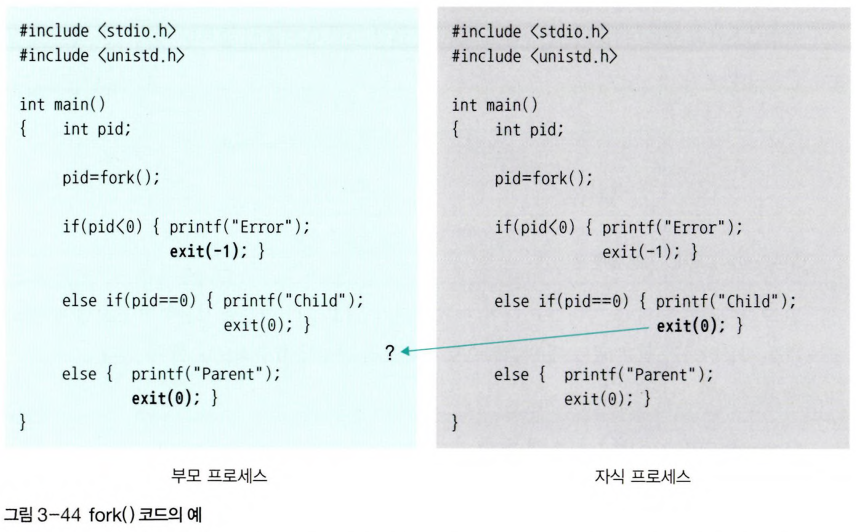 #include <stdio.h>
#include <unistd.h>
int main()
{    int pid;
pid=fork();
if(pid<0) { printf("Error");
exit(-1); }
else if(pid==0) { printf("Child");
exit(0); }
else {  printf("Parent");
exit(0); }
}
부모 프로세스
?
#include <stdio.h>
#include <unistd.h>
int main()
{    int pid;
pid=fork();
if(pid<0) { printf("Error");
exit(-1); }
else if(pid==0) { printf("Child");
exit(0); }
else {  printf("Parent");
exit(0); }
}
자식 프로세스
그림 3-44 fork() 코드의 예